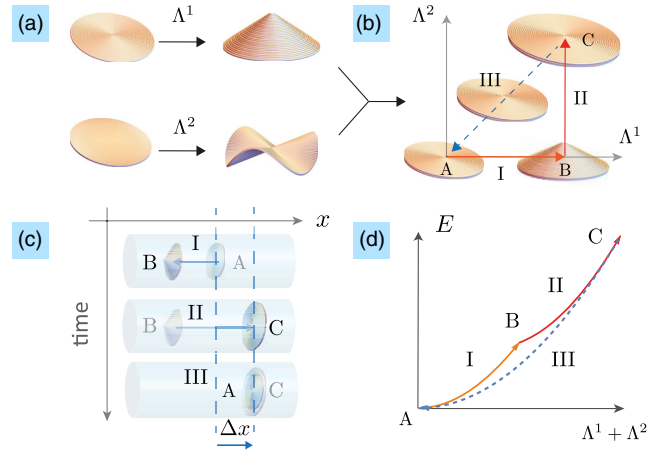 (a)
Λ¹
Λ²
(b)
Λ²
C
III
II
Λ¹
A
I
B
(c)
x
time
I
B
A
II
B
C
III
A
C
Δx
(d)
E
C
II
B
I
III
A
Λ¹ + Λ²